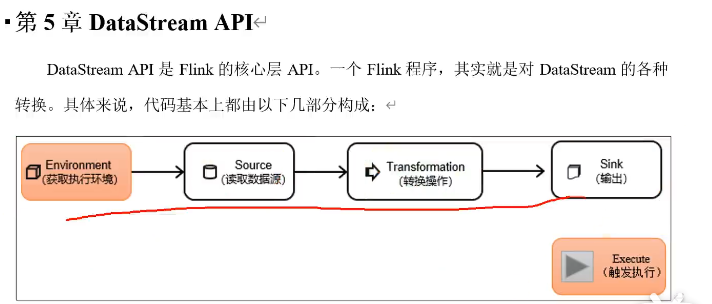 第 5 章 DataStream API
DataStream API 是 Flink 的核心层 API。一个 Flink 程序，其实就是对 DataStream 的各种
转换。具体来说，代码基本上都由以下几部分构成：
Environment
(获取执行环境)
Source
(读取数据源)
Transformation
(转换操作)
Sink
(输出)
Execute
(触发执行)